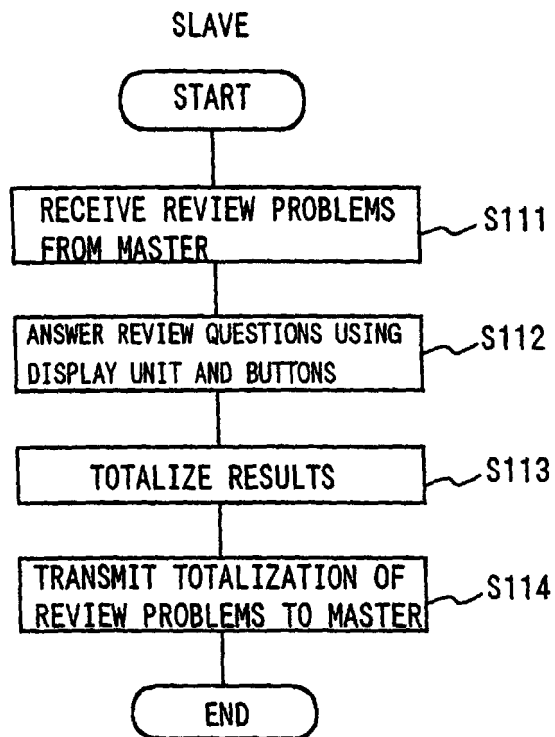 SLAVE
START
RECEIVE REVIEW PROBLEMS
FROM MASTER
S111
ANSWER REVIEW QUESTIONS USING
DISPLAY UNIT AND BUTTONS
S112
TOTALIZE RESULTS
S113
TRANSMIT TOTALIZATION OF
REVIEW PROBLEMS TO MASTER
S114
END